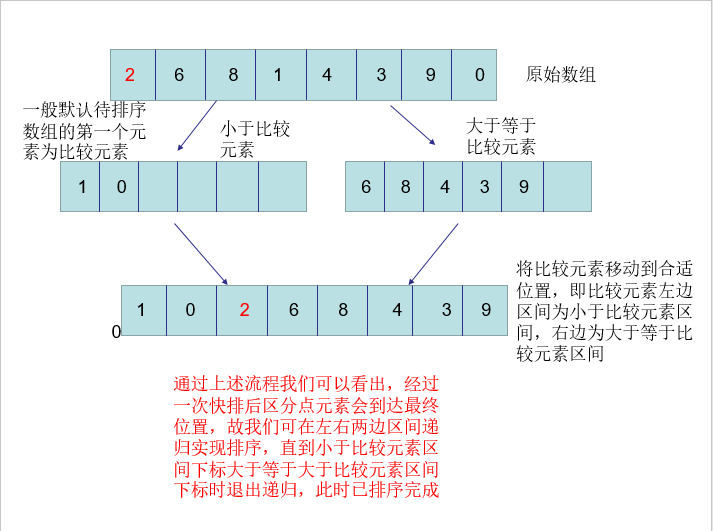 2 6 8 1 4 3 9 0
原始数组
一般默认待排序
数组的第一个元
素为比较元素
小于比较
元素
大于等于
比较元素
1 0
6 8 4 3 9
将比较元素移动到合适
位置，即比较元素左边
区间为小于比较元素区
间，右边为大于等于比
较元素区间
1 0 2 6 8 4 3 9
0
通过上述流程我们可以看出，经过
一次快排后区分点元素会到达最终
位置，故我们可在左右两边区间递
归实现排序，直到小于比较元素区
间下标大于等于大于比较元素区间
下标时退出递归，此时已排序完成